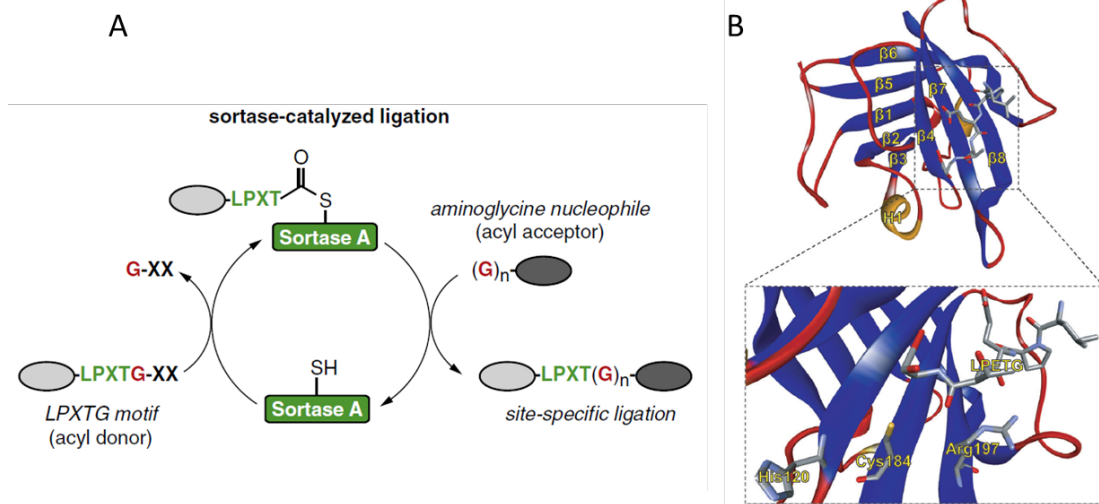 A
sortase-catalyzed ligation
O
LPXT
S
Sortase A
aminoglycine nucleophile
(acyl acceptor)
G-XX
(G)n
LPXTG-XX
LPXTG motif
(acyl donor)
SH
Sortase A
LPXT(G)n
site-specific ligation
B
β6
β5
β7
β1
β2
β4
β3
β8
H1
LPETG
His120
Cys184
Arg197